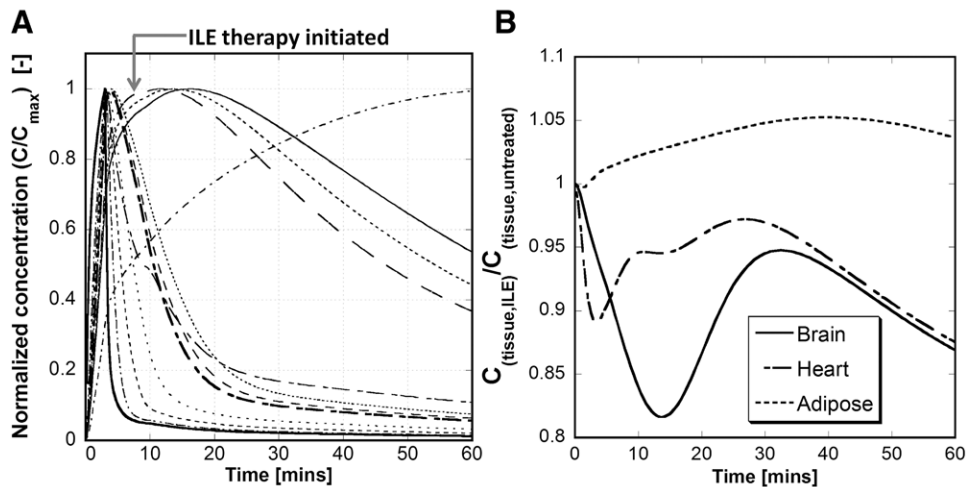 A
ILE therapy initiated
Normalized concentration (C/Cmax) [-]
1
0.8
0.6
0.4
0.2
0
0 10 20 30 40 50 60
Time [mins]
B
C(tissue,ILE)/C(tissue,untreated)
1.1
1.05
1
0.95
0.9
0.85
0.8
Brain
Heart
Adipose
0 10 20 30 40 50 60
Time [mins]